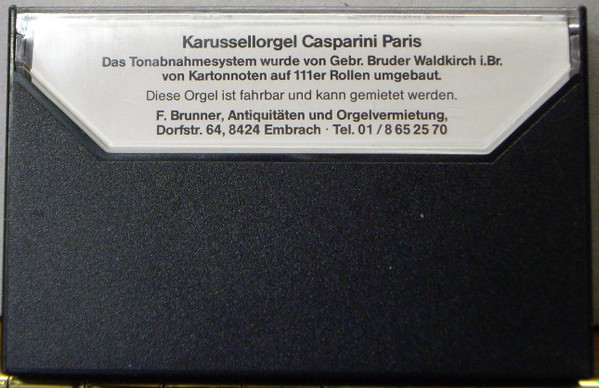 Karussellorgel Casparini Paris
Das Tonabnahmesystem wurde von Gebr. Bruder Waldkirch i.Br.
von Kartonnoten auf 111er Rollen umgebaut.
Diese Orgel ist fahrbar und kann gemietet werden.
F. Brunner, Antiquitäten und Orgelvermietung,
Dorfstr. 64, 8424 Embrach · Tel. 01 / 8 65 25 70